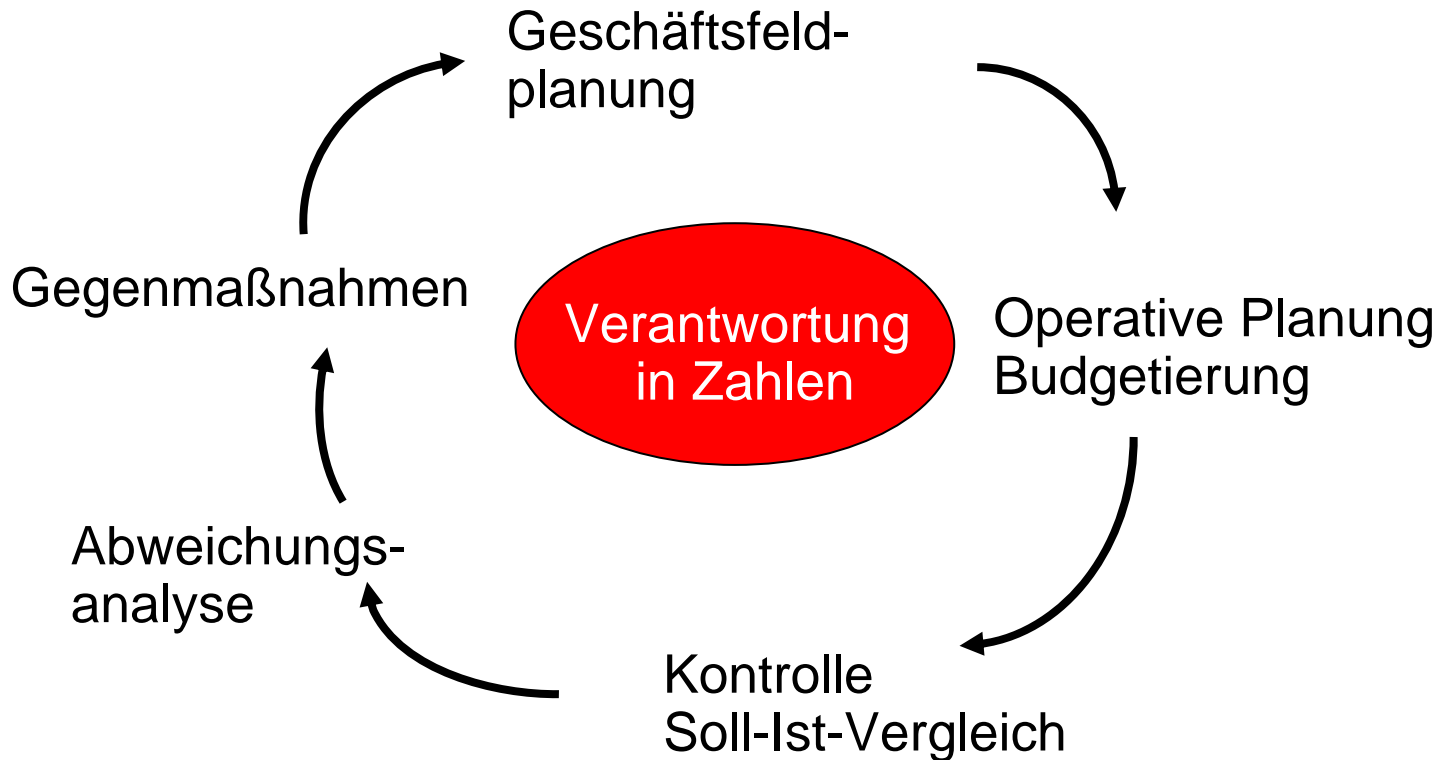 Geschäftsfeld-
planung
Gegenmaßnahmen
Verantwortung
in Zahlen
Operative Planung
Budgetierung
Abweichungs-
analyse
Kontrolle
Soll-Ist-Vergleich